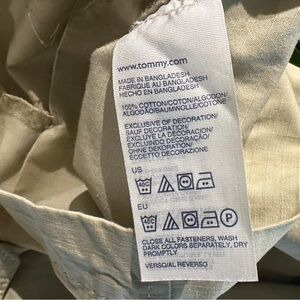 www.tommy.com
MADE IN BANGLADESH
FABRIQUE AU BANGLADESH
HECHO EN BANGLADESH
100% COTTON/COTON/ALGODON/
ALGODÃO/BAUMWOLLE/COTONE
EXCLUSIVE OF DECORATION/
SAUF DECORATION/
EXCLUYE LA DECORACION/
EXCLUINDO DECORAÇÃO/
OHNE DEKORATION/
ECCETTO DECORAZIONE
US
40C
EU
40C
P
CLOSE ALL FASTENERS, WASH
DARK COLORS SEPARATELY, DRY
PROMPTLY
VERSO/AL REVERSO